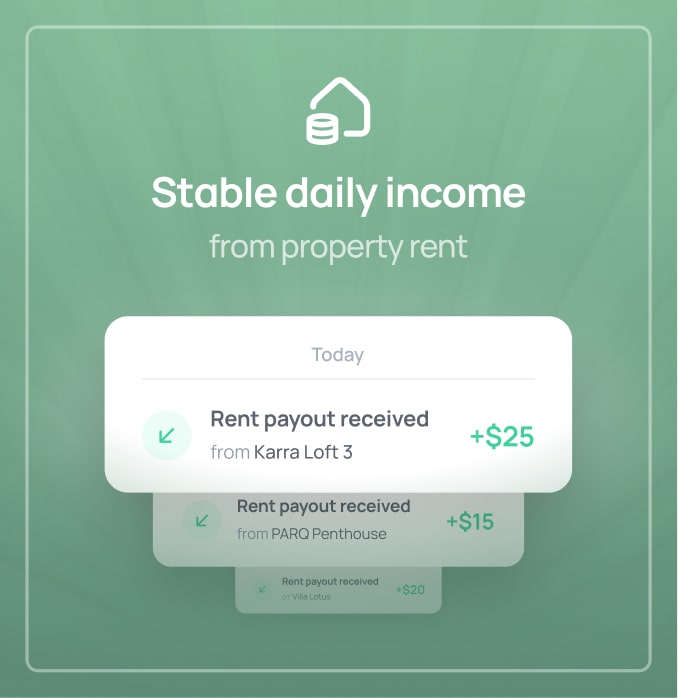 Stable daily income
from property rent
Today
Rent payout received
+$25
from Karra Loft 3
Rent payout received
+$15
from PARQ Penthouse
Rent payout received
+$20
от Villa Lotus